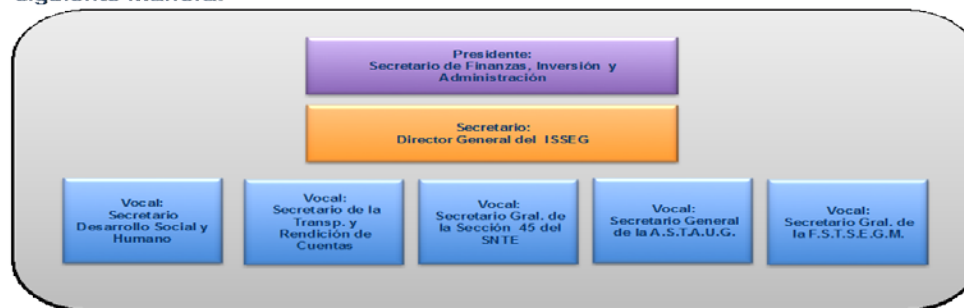 Presidente:
Secretario de Finanzas, Inversión y
Administración
Secretario:
Director General del ISSEG
Vocal:
Secretario
Desarrollo Social y
Humano
Vocal:
Secretario de la
Transp. y
Rendición de
Cuentas
Vocal:
Secretario Gral. de
la Sección 45 del
SNTE
Vocal:
Secretario General
de la A.S.T.A.U.G.
Vocal:
Secretario Gral. de
la F.S.T.S.E.G.M.